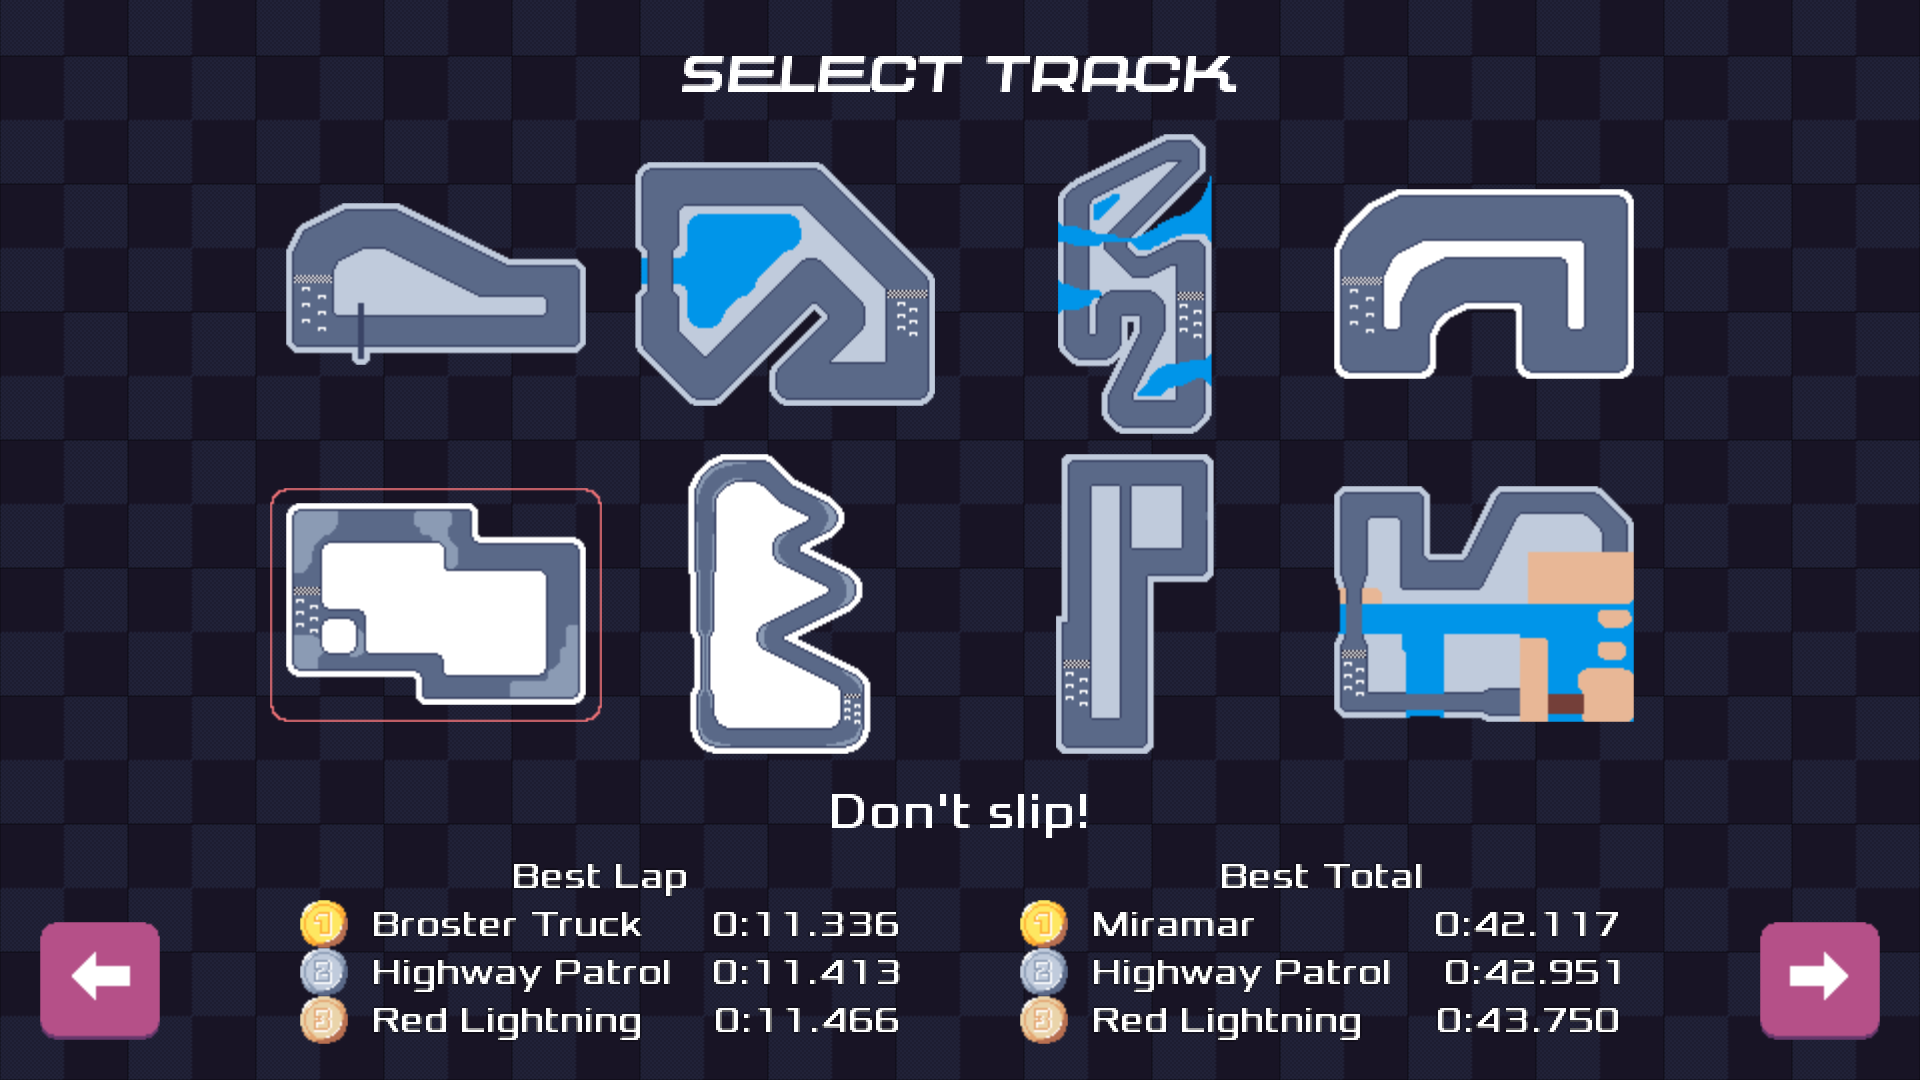 SELECT TRACK
Don't slip!
Best Lap
1 Broster Truck 0:11.336
2 Highway Patrol 0:11.413
3 Red Lightning 0:11.466
Best Total
1 Miramar 0:42.117
2 Highway Patrol 0:42.951
3 Red Lightning 0:43.750